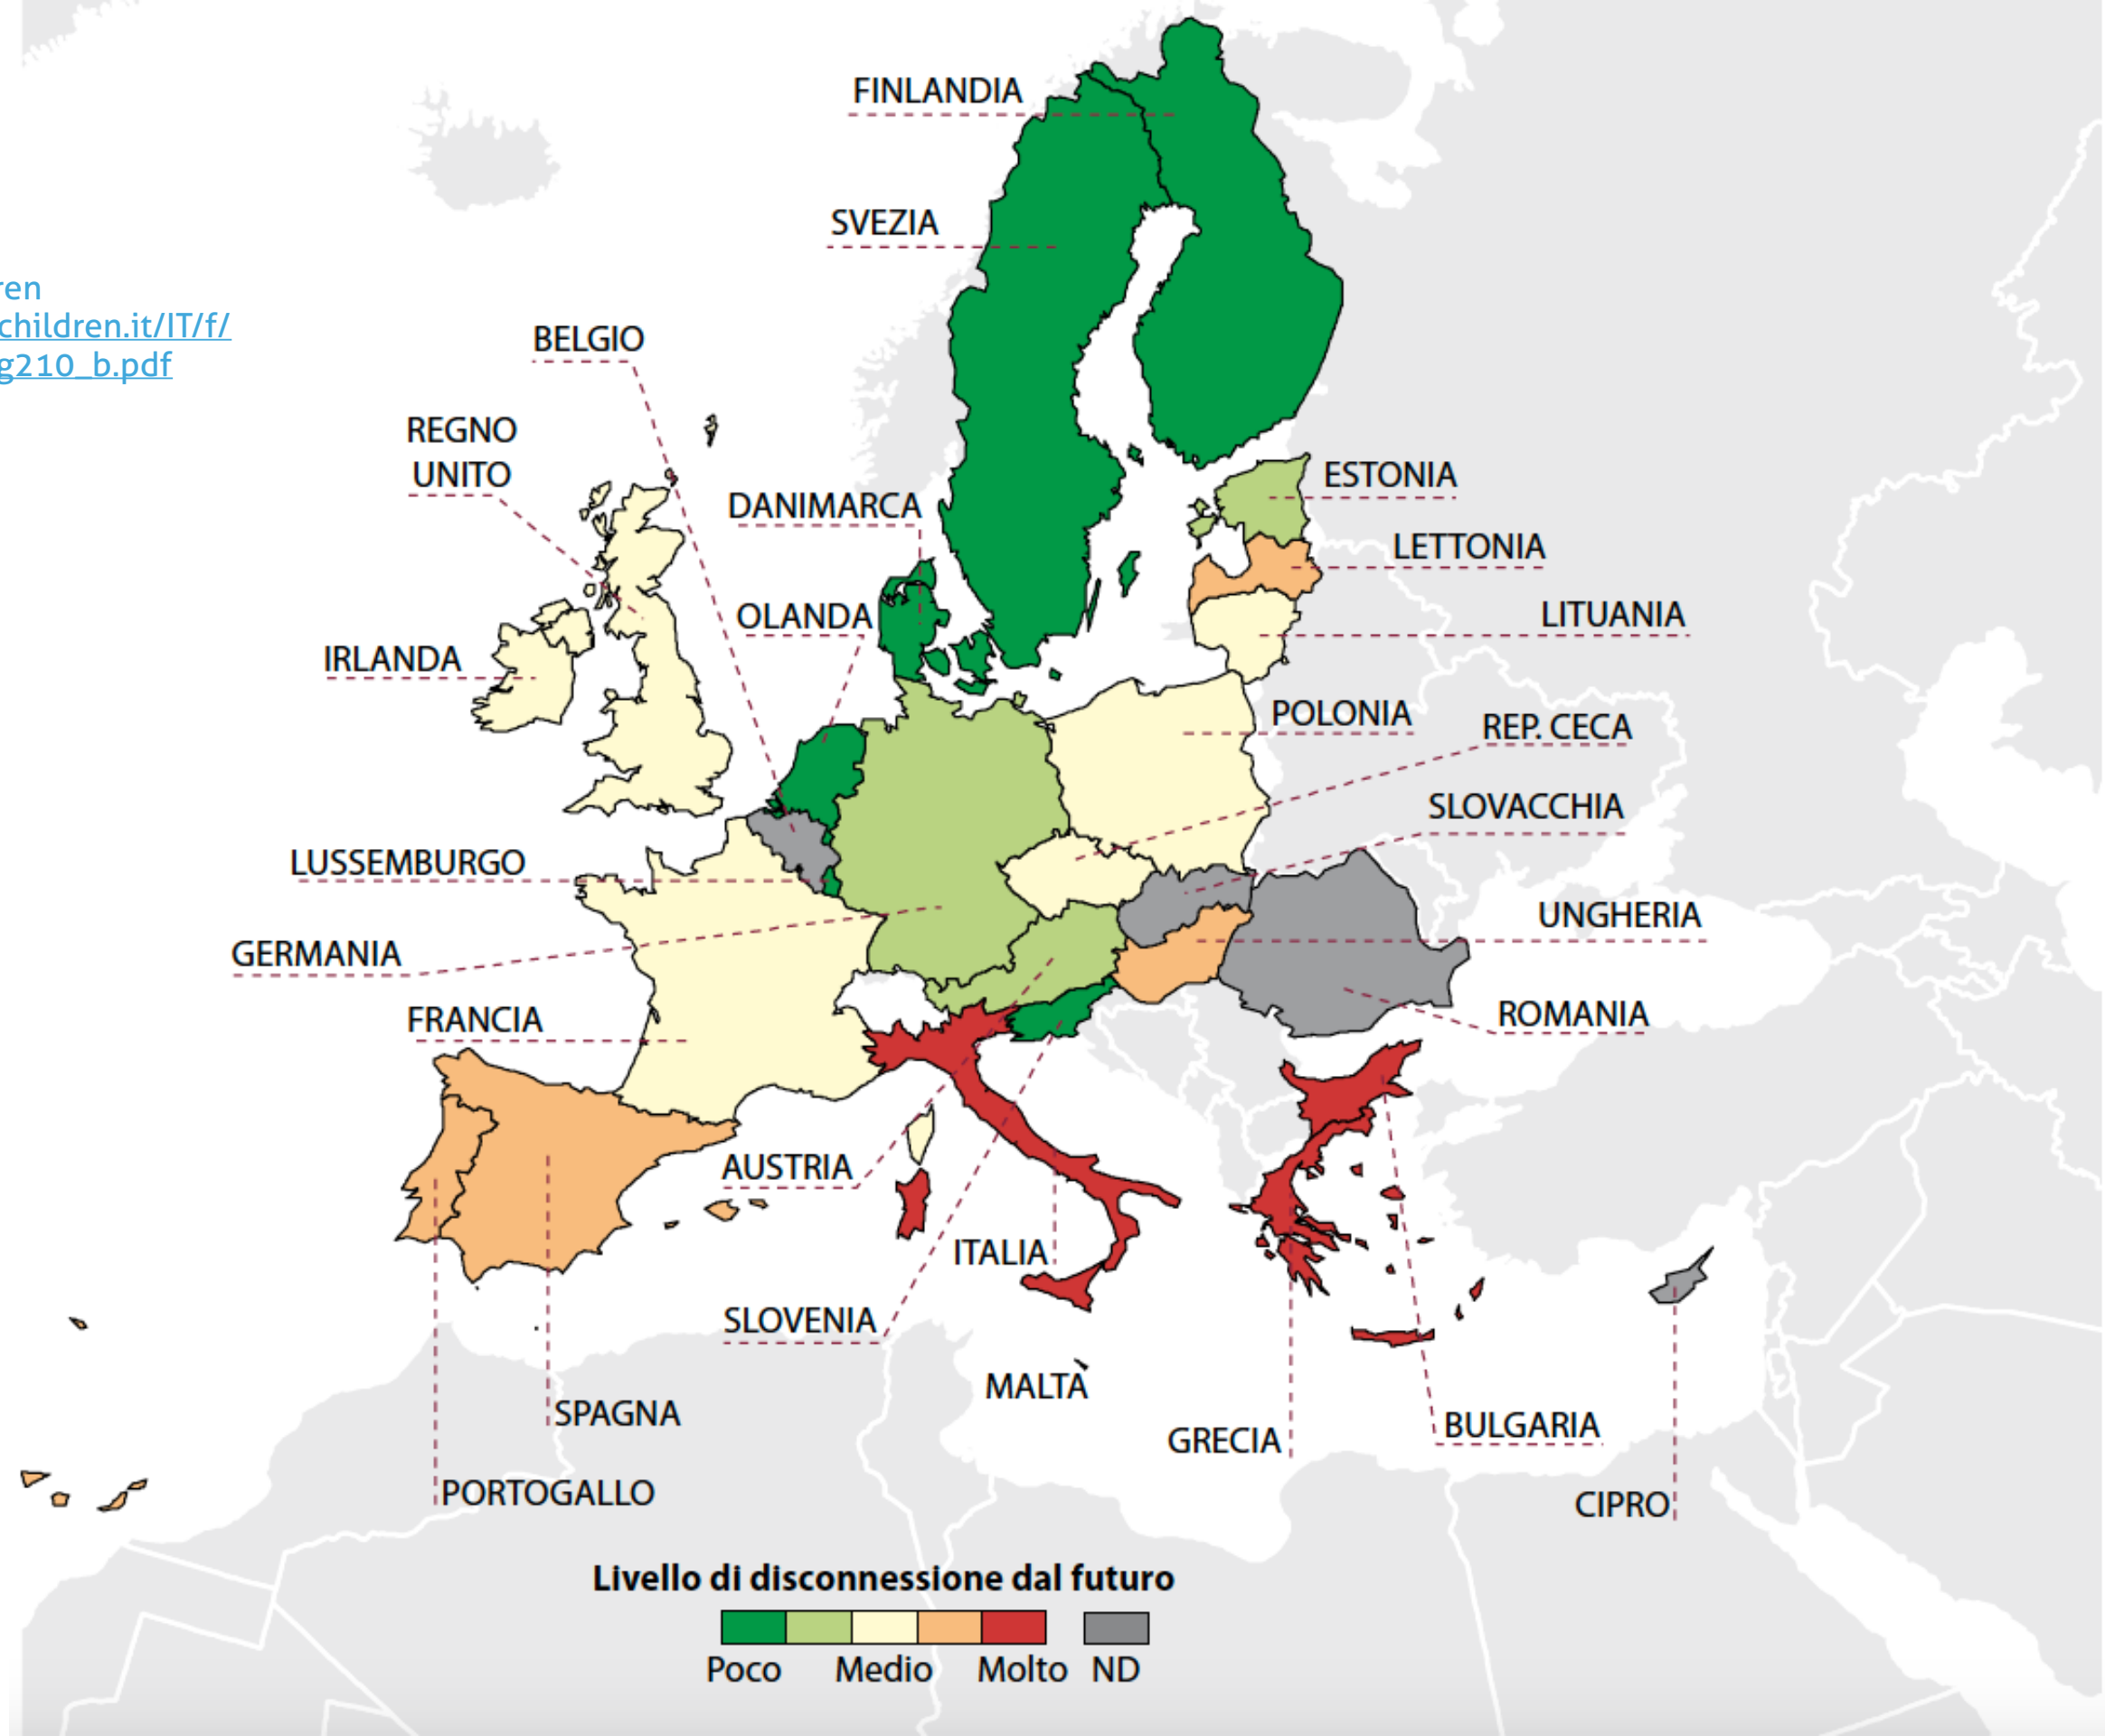 FINLANDIA
SVEZIA
ren
children.it/IT/f/
g210_b.pdf
BELGIO
REGNO
UNITO
DANIMARCA
ESTONIA
LETTONIA
OLANDA
LITUANIA
IRLANDA
POLONIA
REP. CECA
SLOVACCHIA
LUSSEMBURGO
UNGHERIA
GERMANIA
ROMANIA
FRANCIA
AUSTRIA
ITALIA
SLOVENIA
MALTA
SPAGNA
GRECIA
BULGARIA
PORTOGALLO
CIPRO
Livello di disconnessione dal futuro
Poco Medio Molto ND